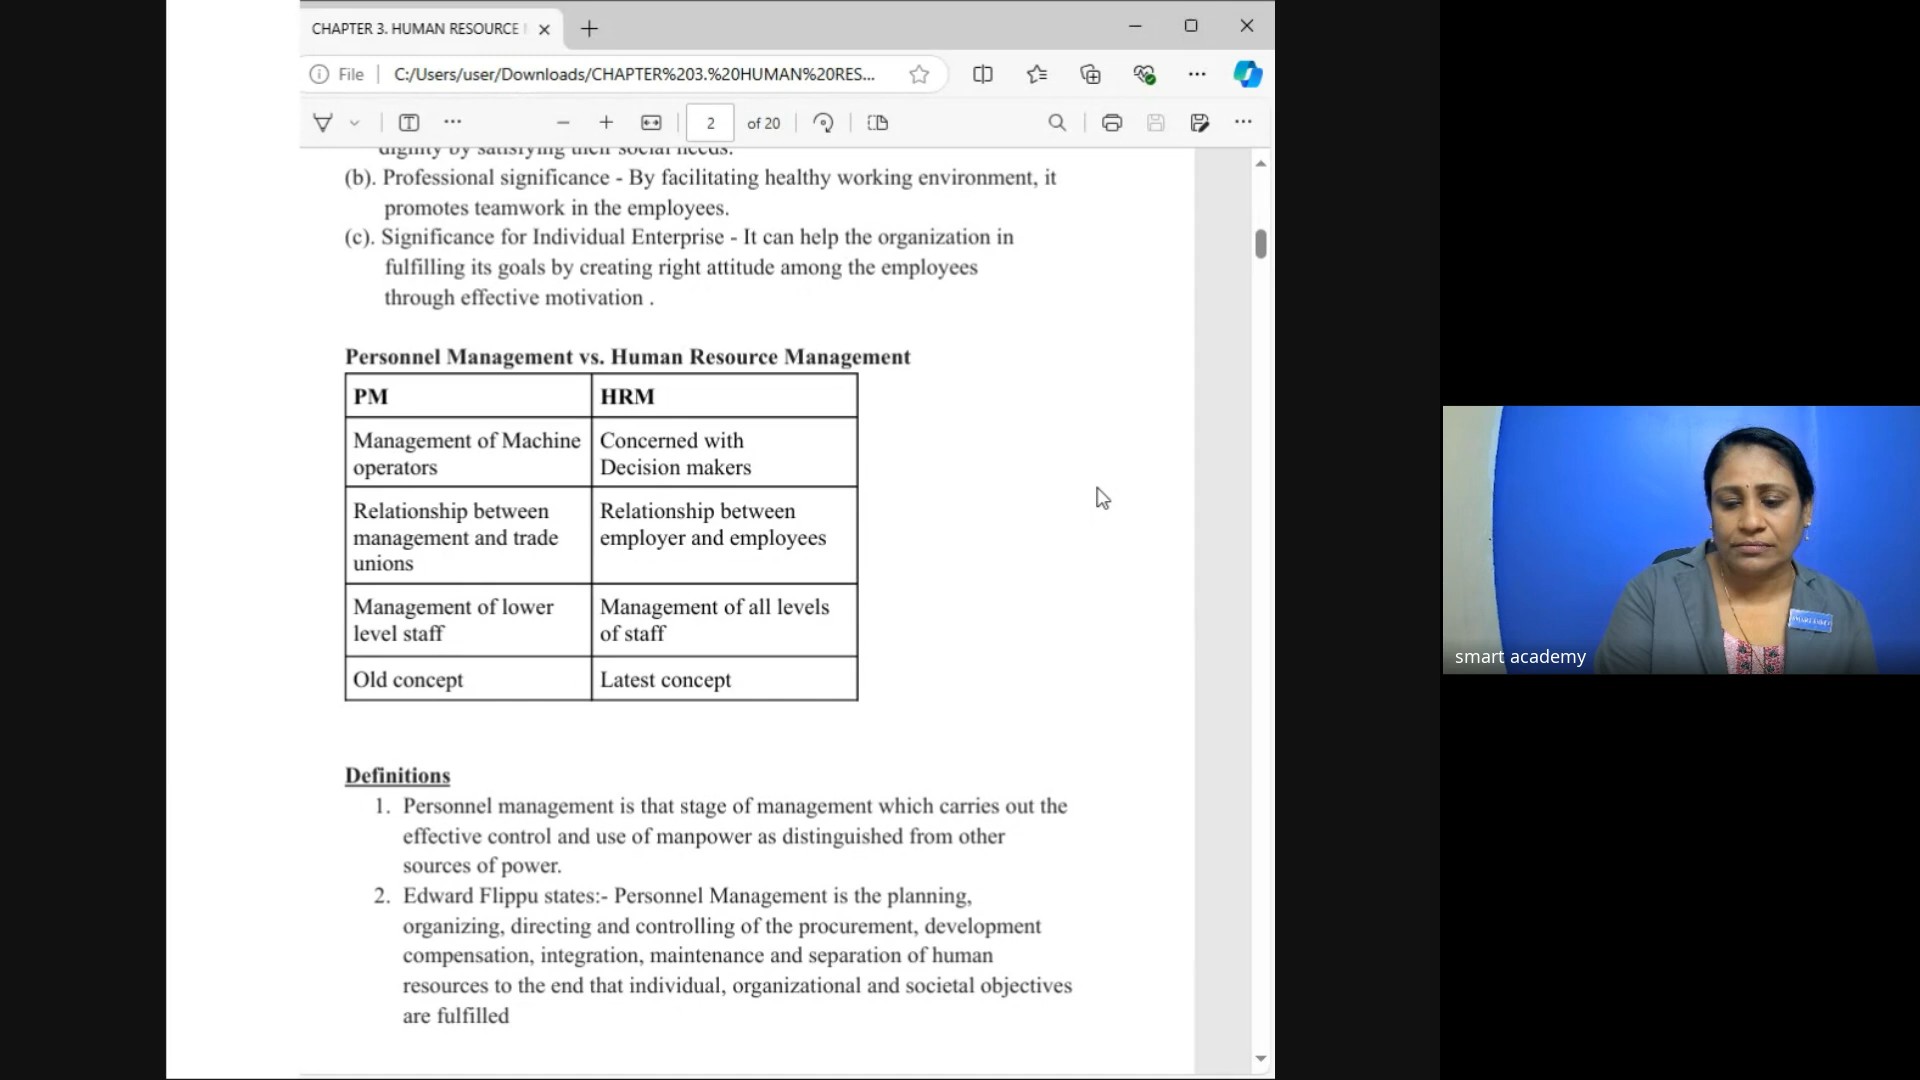 CHAPTER 3. HUMAN RESOURCE
File
C:/Users/user/Downloads/CHAPTER%203.%20HUMAN%20RES...
2 of 20
dignity by satisfying their social needs.
(b). Professional significance - By facilitating healthy working environment, it
promotes teamwork in the employees.
(c). Significance for Individual Enterprise - It can help the organization in
fulfilling its goals by creating right attitude among the employees
through effective motivation .
Personnel Management vs. Human Resource Management
PM
HRM
Management of Machine
operators
Concerned with
Decision makers
Relationship between
management and trade
unions
Relationship between
employer and employees
Management of lower
level staff
Management of all levels
of staff
Old concept
Latest concept
Definitions
1. Personnel management is that stage of management which carries out the
effective control and use of manpower as distinguished from other
sources of power.
2. Edward Flippu states:- Personnel Management is the planning,
organizing, directing and controlling of the procurement, development
compensation, integration, maintenance and separation of human
resources to the end that individual, organizational and societal objectives
are fulfilled
smart academy